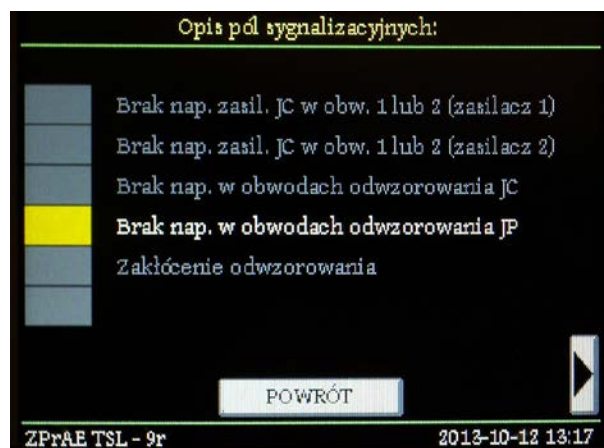 Opis pól sygnalizacyjnych:
Brak nap. zasil. JC w obw. 1 lub 2 (zasilacz 1)
Brak nap. zasil. JC w obw. 1 lub 2 (zasilacz 2)
Brak nap. w obwodach odwzorowania JC
Brak nap. w obwodach odwzorowania JP
Zakłócenie odwzorowania
POWRÓT
ZPrAE TSL - 9r 2013-10-12 13:17